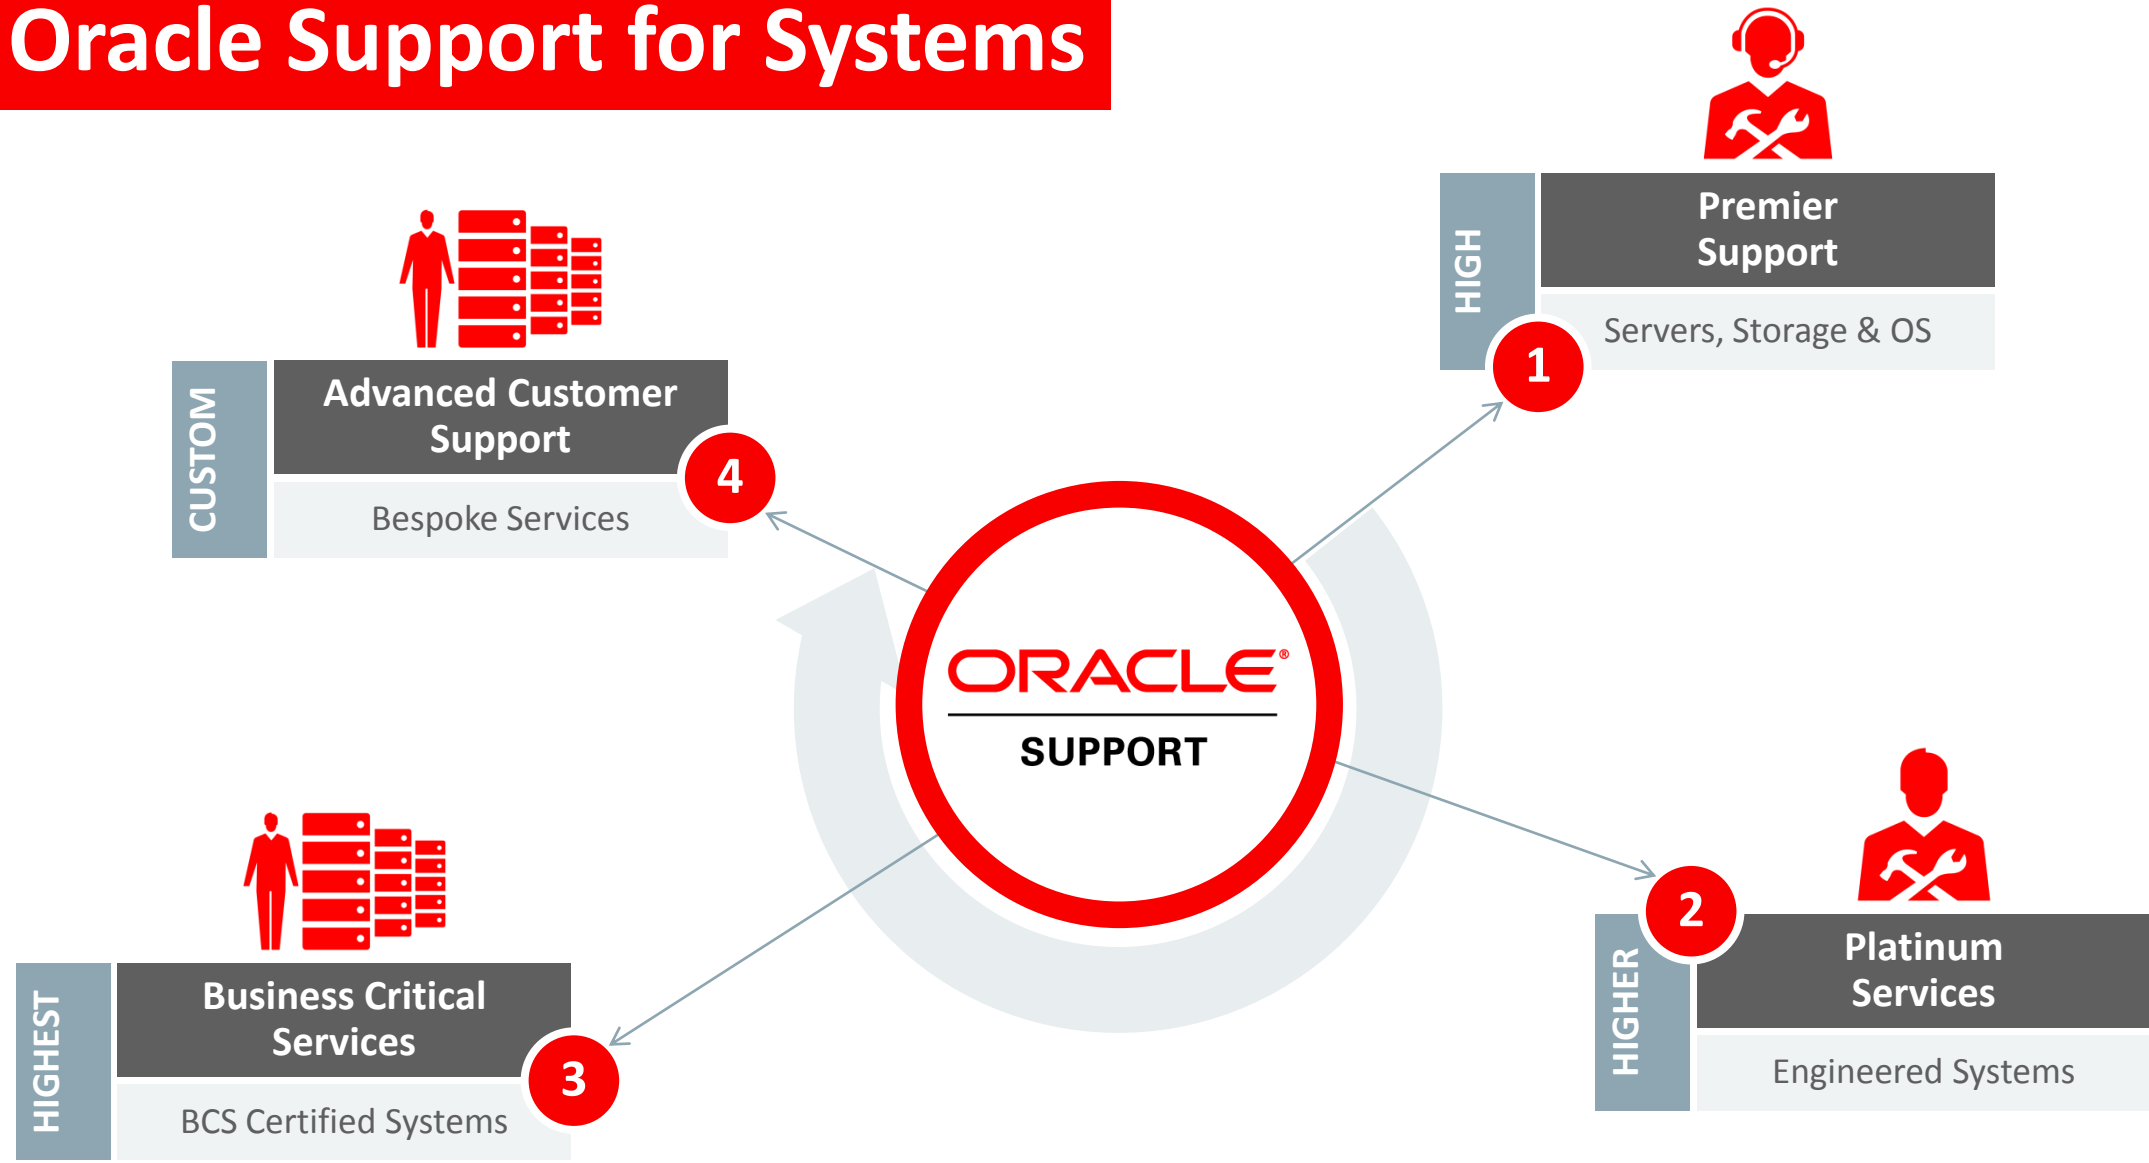 Oracle Support for Systems
HIGH
Premier
Support
Servers, Storage & OS
1
HIGHER
2
Platinum
Services
Engineered Systems
HIGHEST
Business Critical
Services
BCS Certified Systems
3
CUSTOM
Advanced Customer
Support
Bespoke Services
4
ORACLE®
SUPPORT